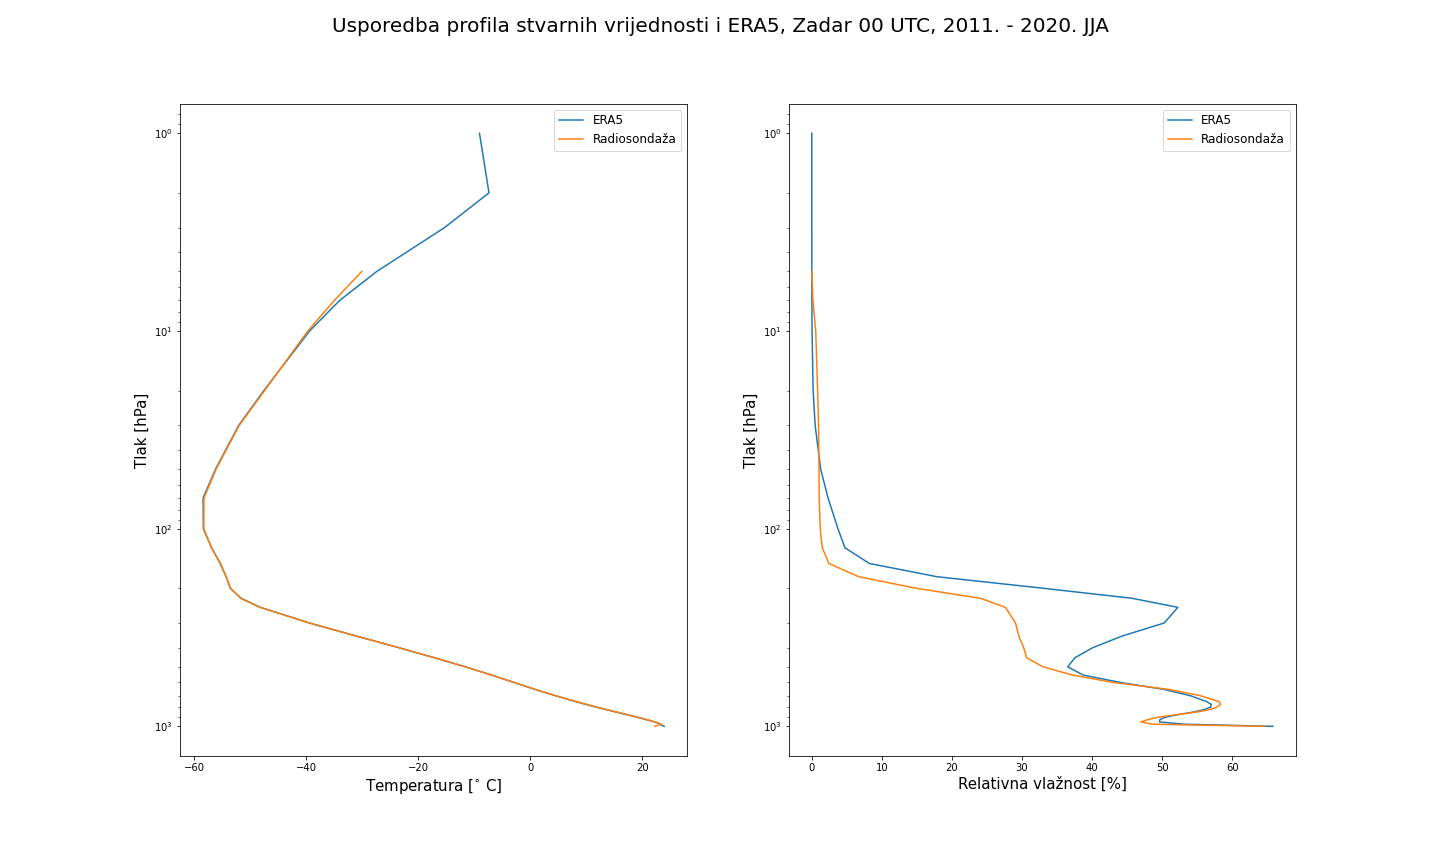 Usporedba profila stvarnih vrijednosti i ERA5, Zadar 00 UTC, 2011. - 2020. JJA
ERA5
Radiosondaža
10⁰
10¹
10²
10³
Tlak [hPa]
−60
−40
−20
0
20
Temperatura [° C]
ERA5
Radiosondaža
10⁰
10¹
10²
10³
Tlak [hPa]
0
10
20
30
40
50
60
Relativna vlažnost [%]